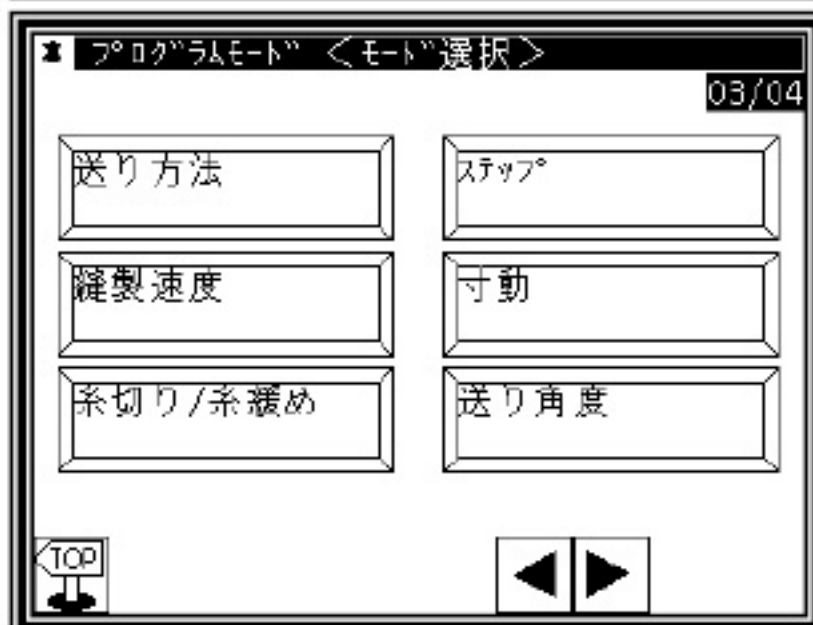 プログラムモード <モード選択>
03/04
送り方法
ステップ
縫製速度
寸動
糸切り/糸緩め
送り角度
TOP